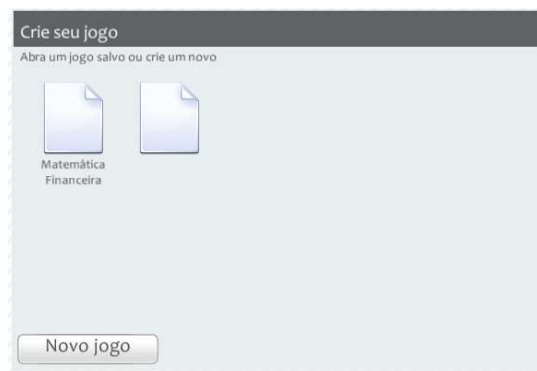 Crie seu jogo
Abra um jogo salvo ou crie um novo
Matemática
Financeira
Novo jogo